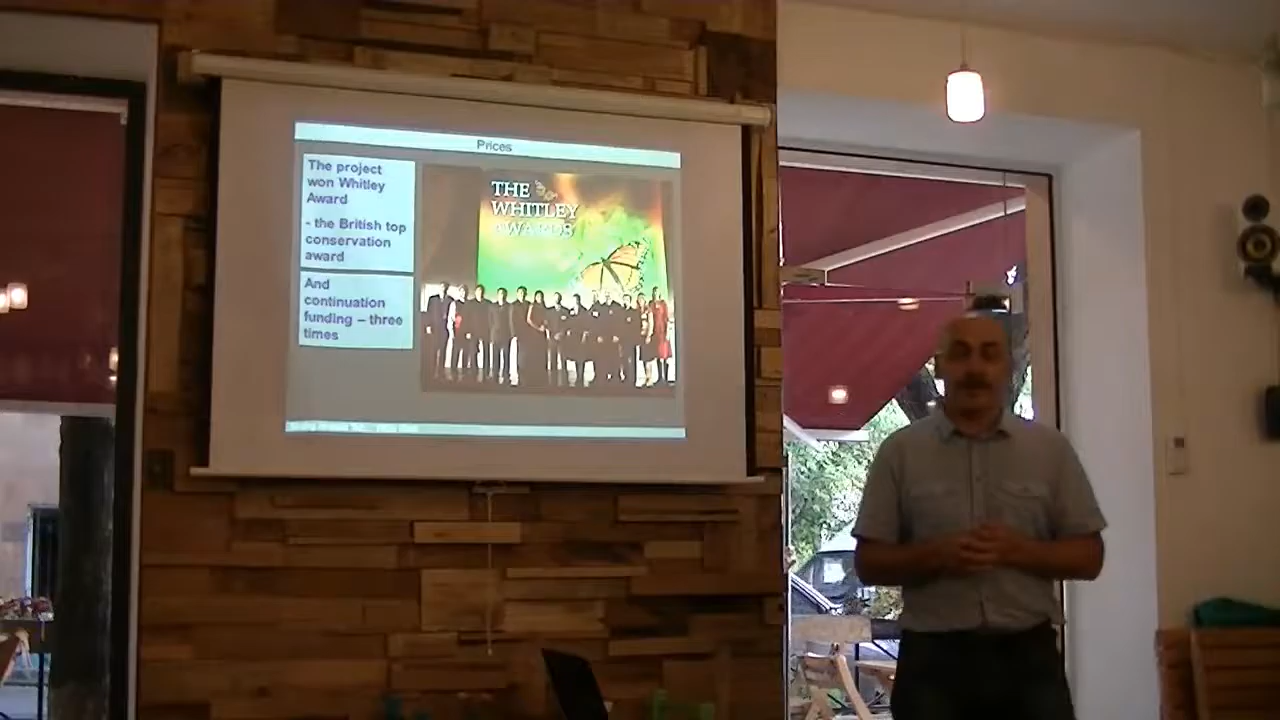 Prices
The project
won Whitley
Award
- the British top
conservation
award
And
continuation
funding – three
times
THE
WHITLEY
AWARDS